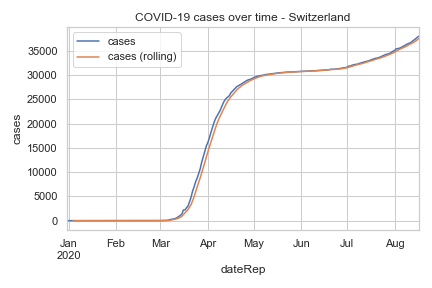 COVID-19 cases over time - Switzerland
cases
cases (rolling)
35000
30000
25000
20000
15000
10000
5000
0
cases
Jan Feb Mar Apr May Jun Jul Aug
2020
dateRep